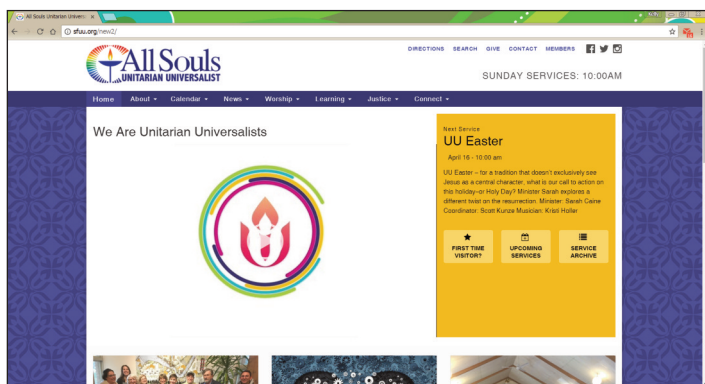 All Souls Unitarian Univers
sfuu.org/new2/
DIRECTIONS SEARCH GIVE CONTACT MEMBERS
All Souls
UNITARIAN UNIVERSALIST
SUNDAY SERVICES: 10:00AM
Home About Calendar News Worship Learning Justice Connect
We Are Unitarian Universalists
Next Service
UU Easter
April 16 - 10:00 am
UU Easter – for a tradition that doesn't exclusively see
Jesus as a central character, what is our call to action on
this holiday–or Holy Day? Minister Sarah explores a
different twist on the resurrection. Minister: Sarah Caine
Coordinator: Scott Kunze Musician: Kristi Holler
FIRST TIME
VISITOR?
UPCOMING
SERVICES
SERVICE
ARCHIVE